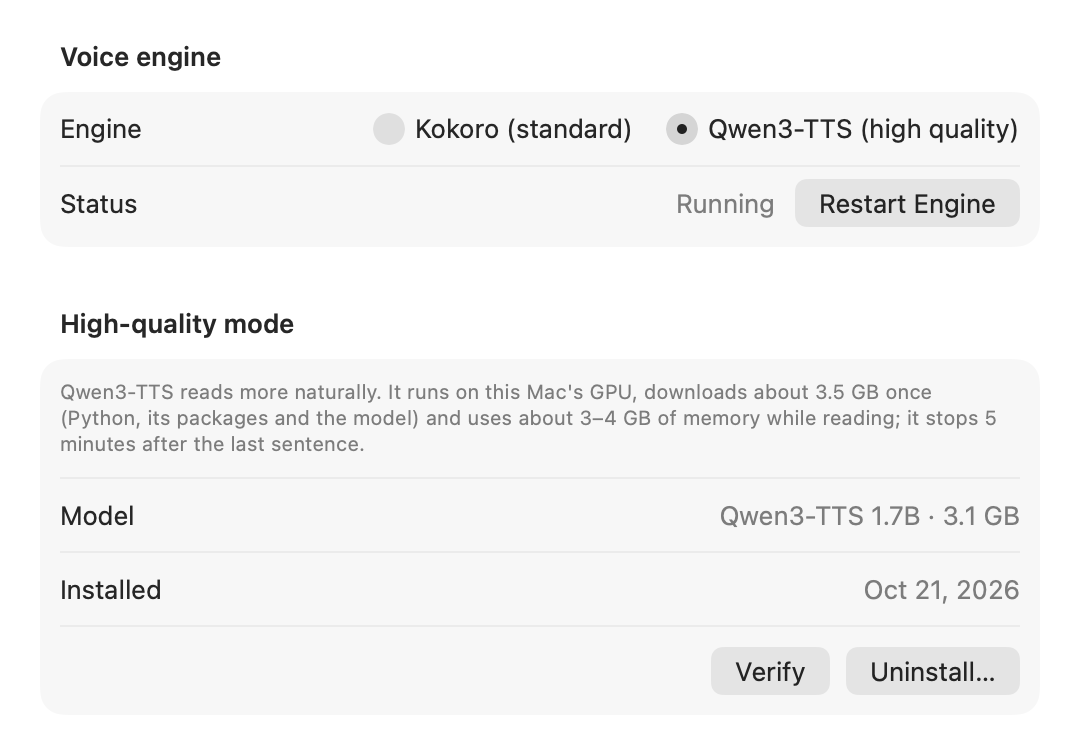 Voice engine
Engine Kokoro (standard) Qwen3-TTS (high quality)
Status Running Restart Engine
High-quality mode
Qwen3-TTS reads more naturally. It runs on this Mac's GPU, downloads about 3.5 GB once
(Python, its packages and the model) and uses about 3–4 GB of memory while reading; it stops 5
minutes after the last sentence.
Model Qwen3-TTS 1.7B · 3.1 GB
Installed Oct 21, 2026
Verify Uninstall...